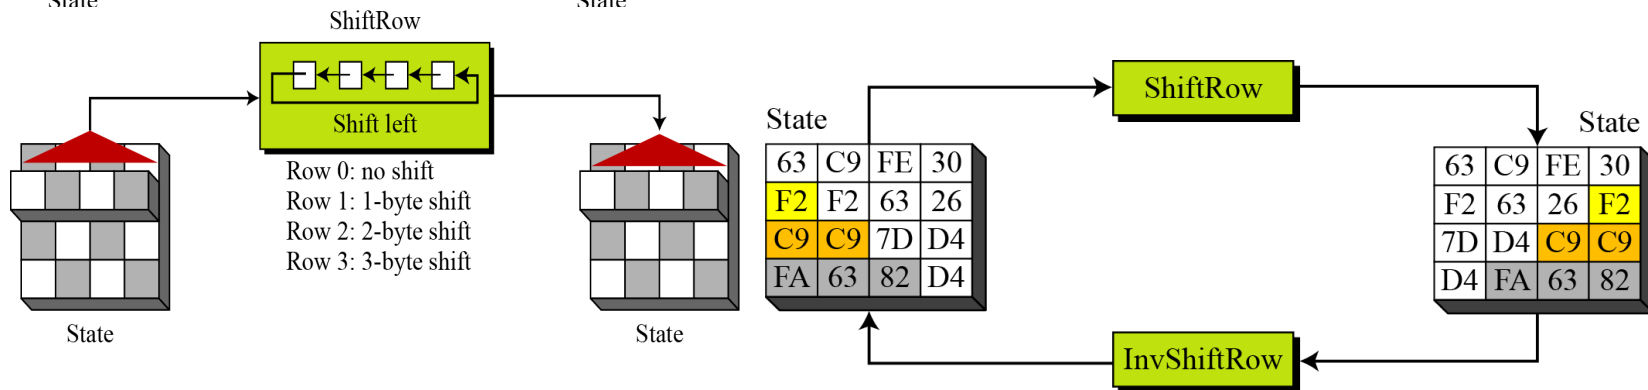 State
State
ShiftRow
Shift left
Row 0: no shift
Row 1: 1-byte shift
Row 2: 2-byte shift
Row 3: 3-byte shift
State
State
ShiftRow
State
State
63 C9 FE 30
F2 F2 63 26
C9 C9 7D D4
FA 63 82 D4
63 C9 FE 30
F2 63 26 F2
7D D4 C9 C9
D4 FA 63 82
InvShiftRow